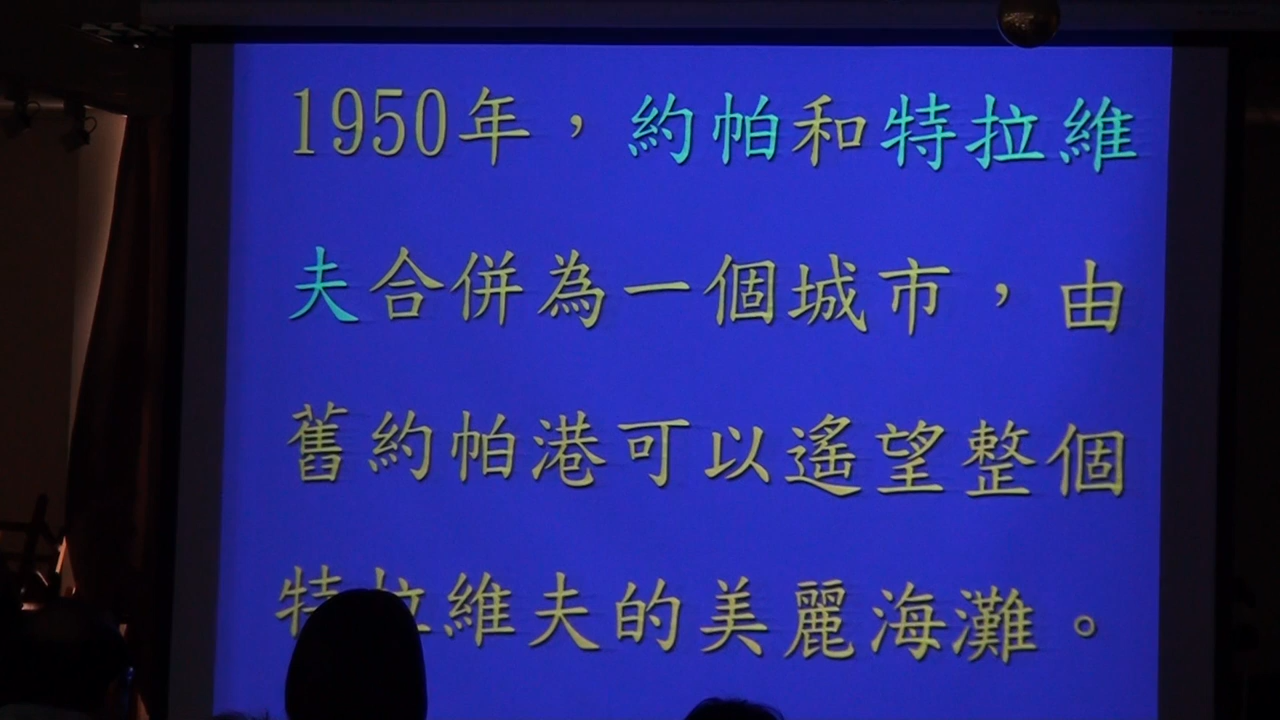 1950年，約帕和特拉維
夫合併為一個城市，由
舊約帕港可以遙望整個
特拉維夫的美麗海灘。